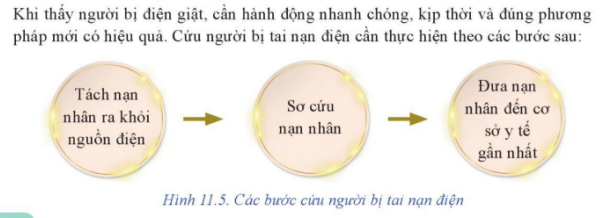 Khi thấy người bị điện giật, cần hành động nhanh chóng, kịp thời và đúng phương
pháp mới có hiệu quả. Cứu người bị tai nạn điện cần thực hiện theo các bước sau:
Tách nạn
nhân ra khỏi
nguồn điện
Sơ cứu
nạn nhân
Đưa nạn
nhân đến cơ
sở y tế
gần nhất
Hình 11.5. Các bước cứu người bị tai nạn điện